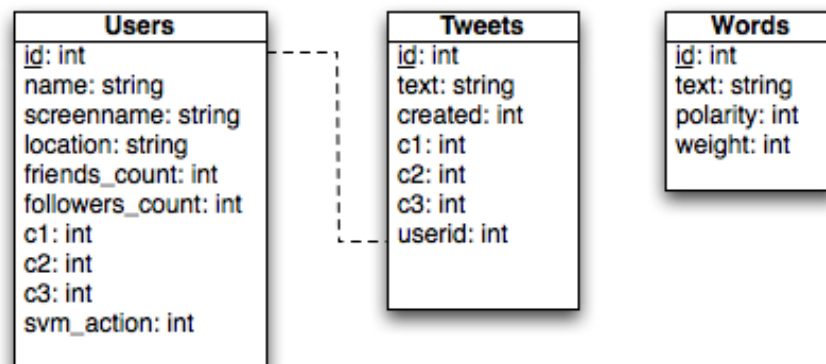 Users
id: int
name: string
screenname: string
location: string
friends_count: int
followers_count: int
c1: int
c2: int
c3: int
svm_action: int
Tweets
id: int
text: string
created: int
c1: int
c2: int
c3: int
userid: int
Words
id: int
text: string
polarity: int
weight: int